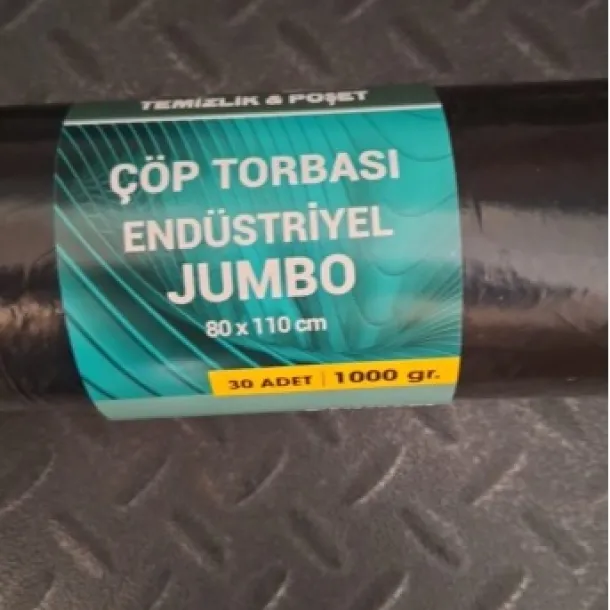 TEMİZLİK & POŞET
ÇÖP TORBASI
ENDÜSTRİYEL
JUMBO
80 x 110 cm
30 ADET | 1000 gr.